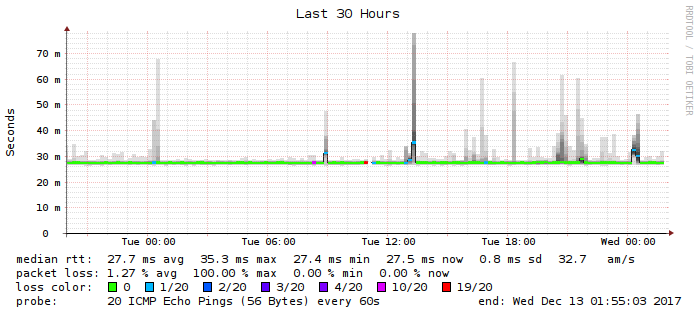 Last 30 Hours
RRDTOOL / TOBI OETIKER
Seconds
70 m
60 m
50 m
40 m
30 m
20 m
10 m
0
Tue 00:00 Tue 06:00 Tue 12:00 Tue 18:00 Wed 00:00
median rtt: 27.7 ms avg 35.3 ms max 27.4 ms min 27.5 ms now 0.8 ms sd 32.7 am/s
packet loss: 1.27 % avg 100.00 % max 0.00 % min 0.00 % now
loss color: 0 1/20 2/20 3/20 4/20 10/20 19/20
probe: 20 ICMP Echo Pings (56 Bytes) every 60s end: Wed Dec 13 01:55:03 2017